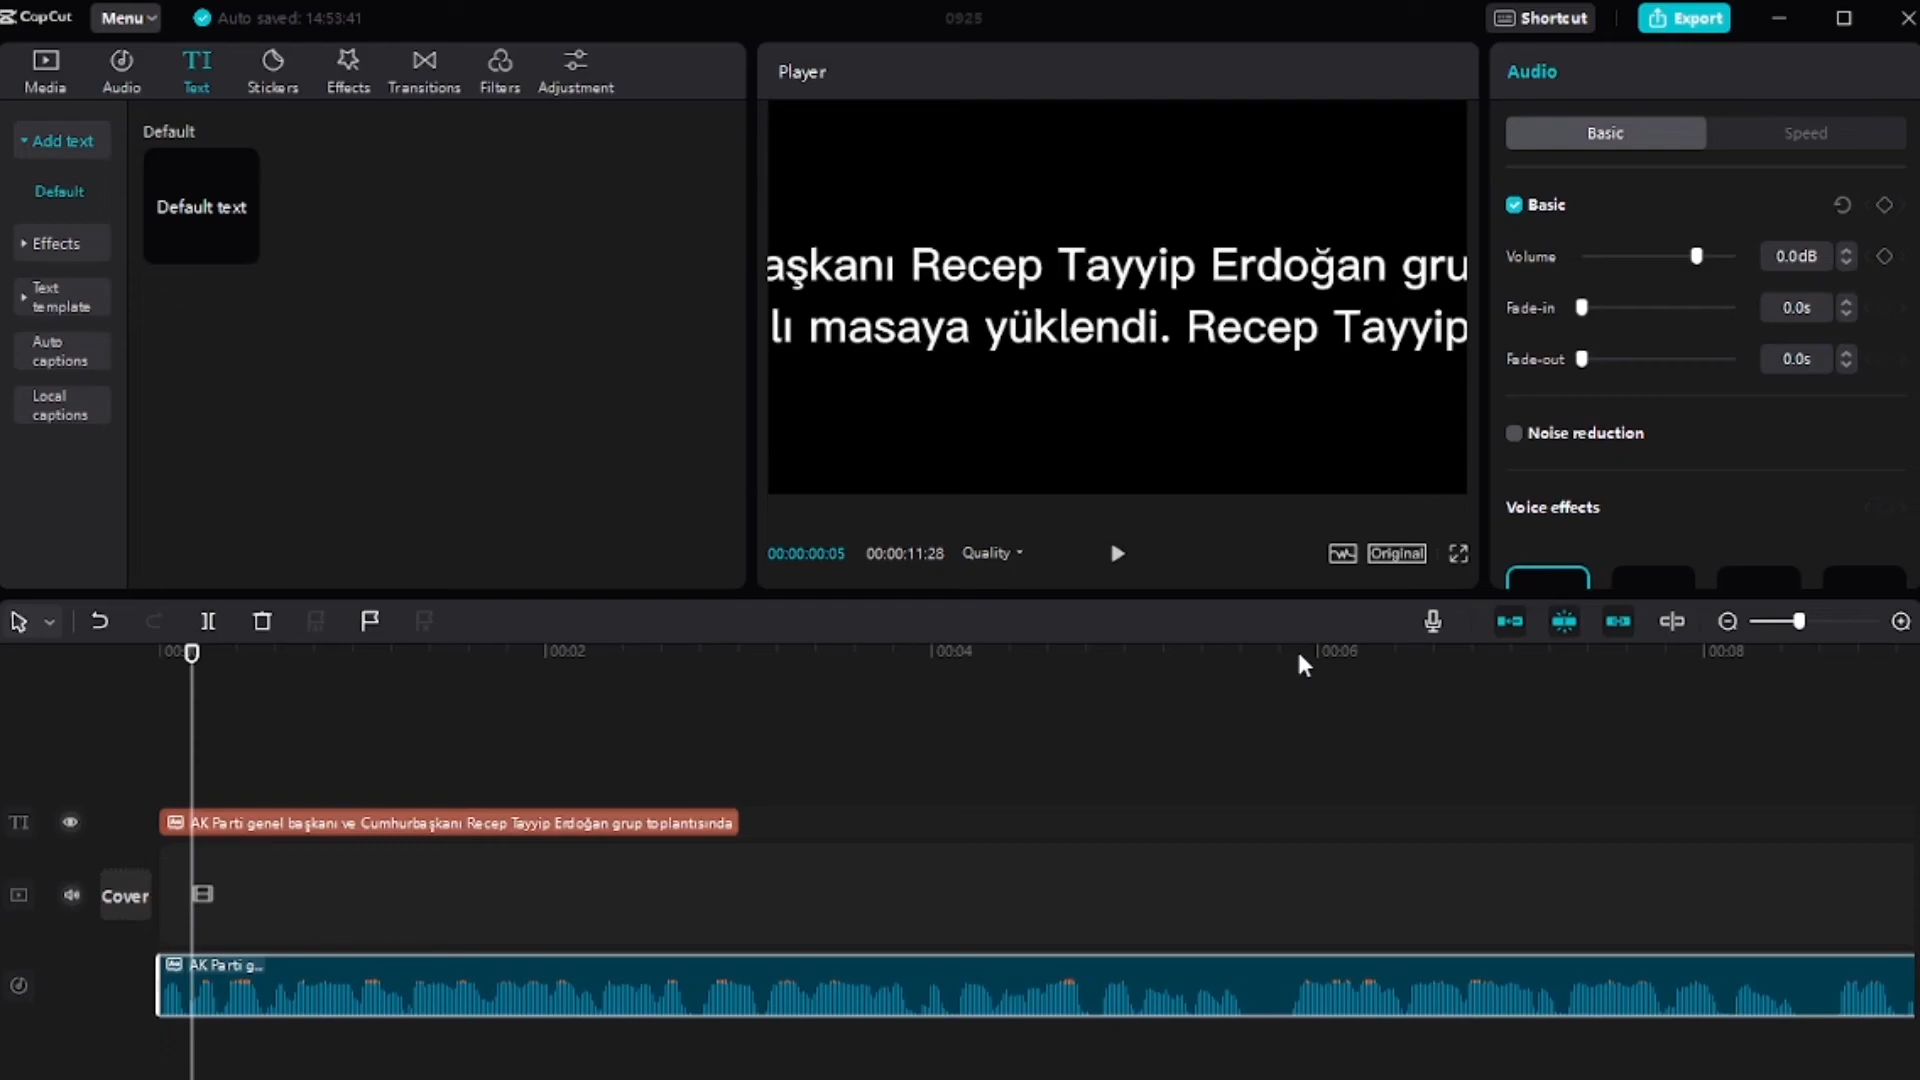 CapCut
Menu
Auto saved: 14:53:41
0925
Shortcut
Export
Media
Audio
Text
Stickers
Effects
Transitions
Filters
Adjustment
Player
Audio
Add text
Default
Effects
Text
template
Auto
captions
Local
captions
Default
Default text
aşkanı Recep Tayyip Erdoğan gru
lı masaya yüklendi. Recep Tayyip
00:00:00:05
00:00:11:28
Quality
Original
Basic
Speed
Basic
Volume
0.0dB
Fade-in
0.0s
Fade-out
0.0s
Noise reduction
Voice effects
00:02
00:04
00:06
00:08
TI
AK Parti genel başkanı ve Cumhurbaşkanı Recep Tayyip Erdoğan grup toplantısında
Cover
AK Parti g...